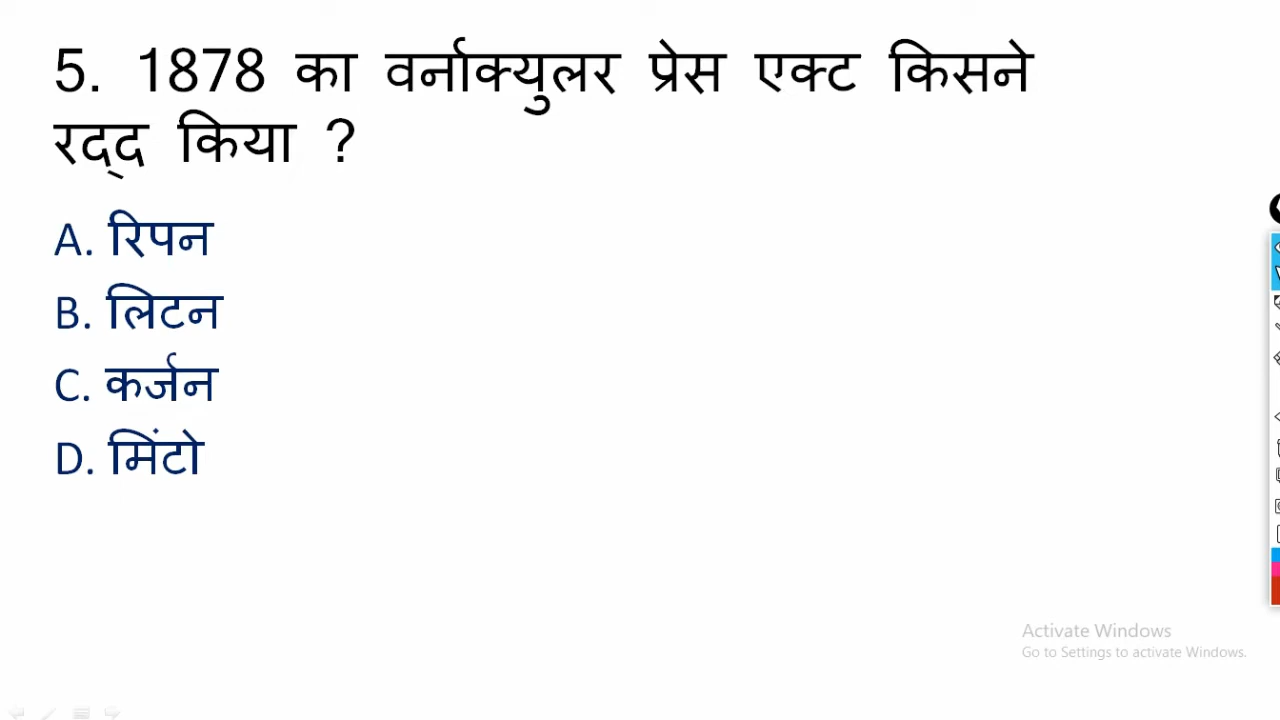 5. 1878 का वर्नाक्युलर प्रेस एक्ट किसने
रद्द किया ?
A. रिपन
B. लिटन
C. कर्जन
D. मिंटो
Activate Windows
Go to Settings to activate Windows.